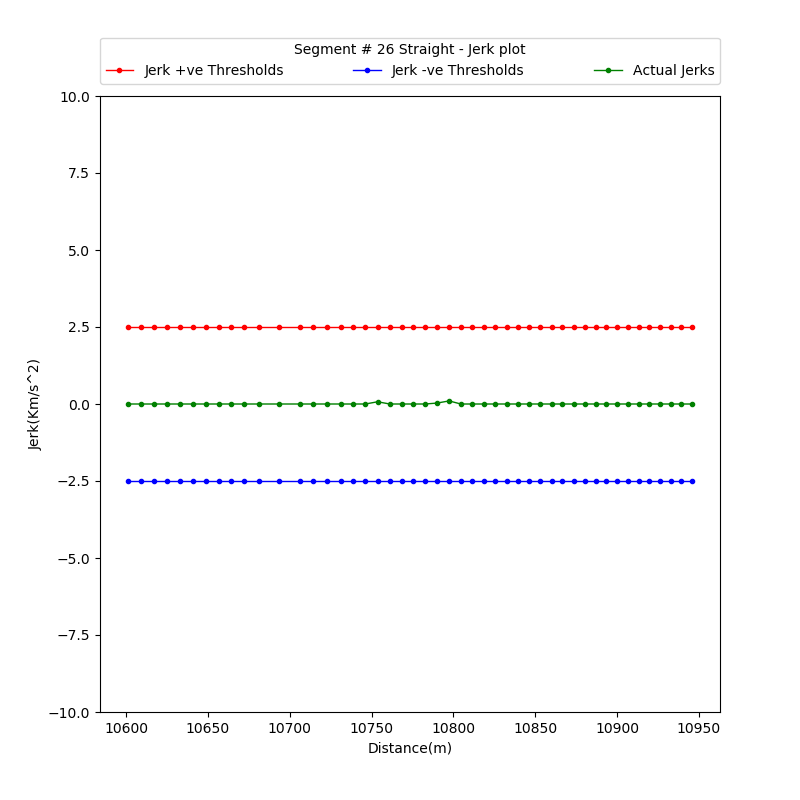 Segment # 26 Straight - Jerk plot
Jerk +ve Thresholds Jerk -ve Thresholds Actual Jerks
10.0
7.5
5.0
2.5
0.0
−2.5
−5.0
−7.5
−10.0
Jerk(Km/s^2)
10600 10650 10700 10750 10800 10850 10900 10950
Distance(m)